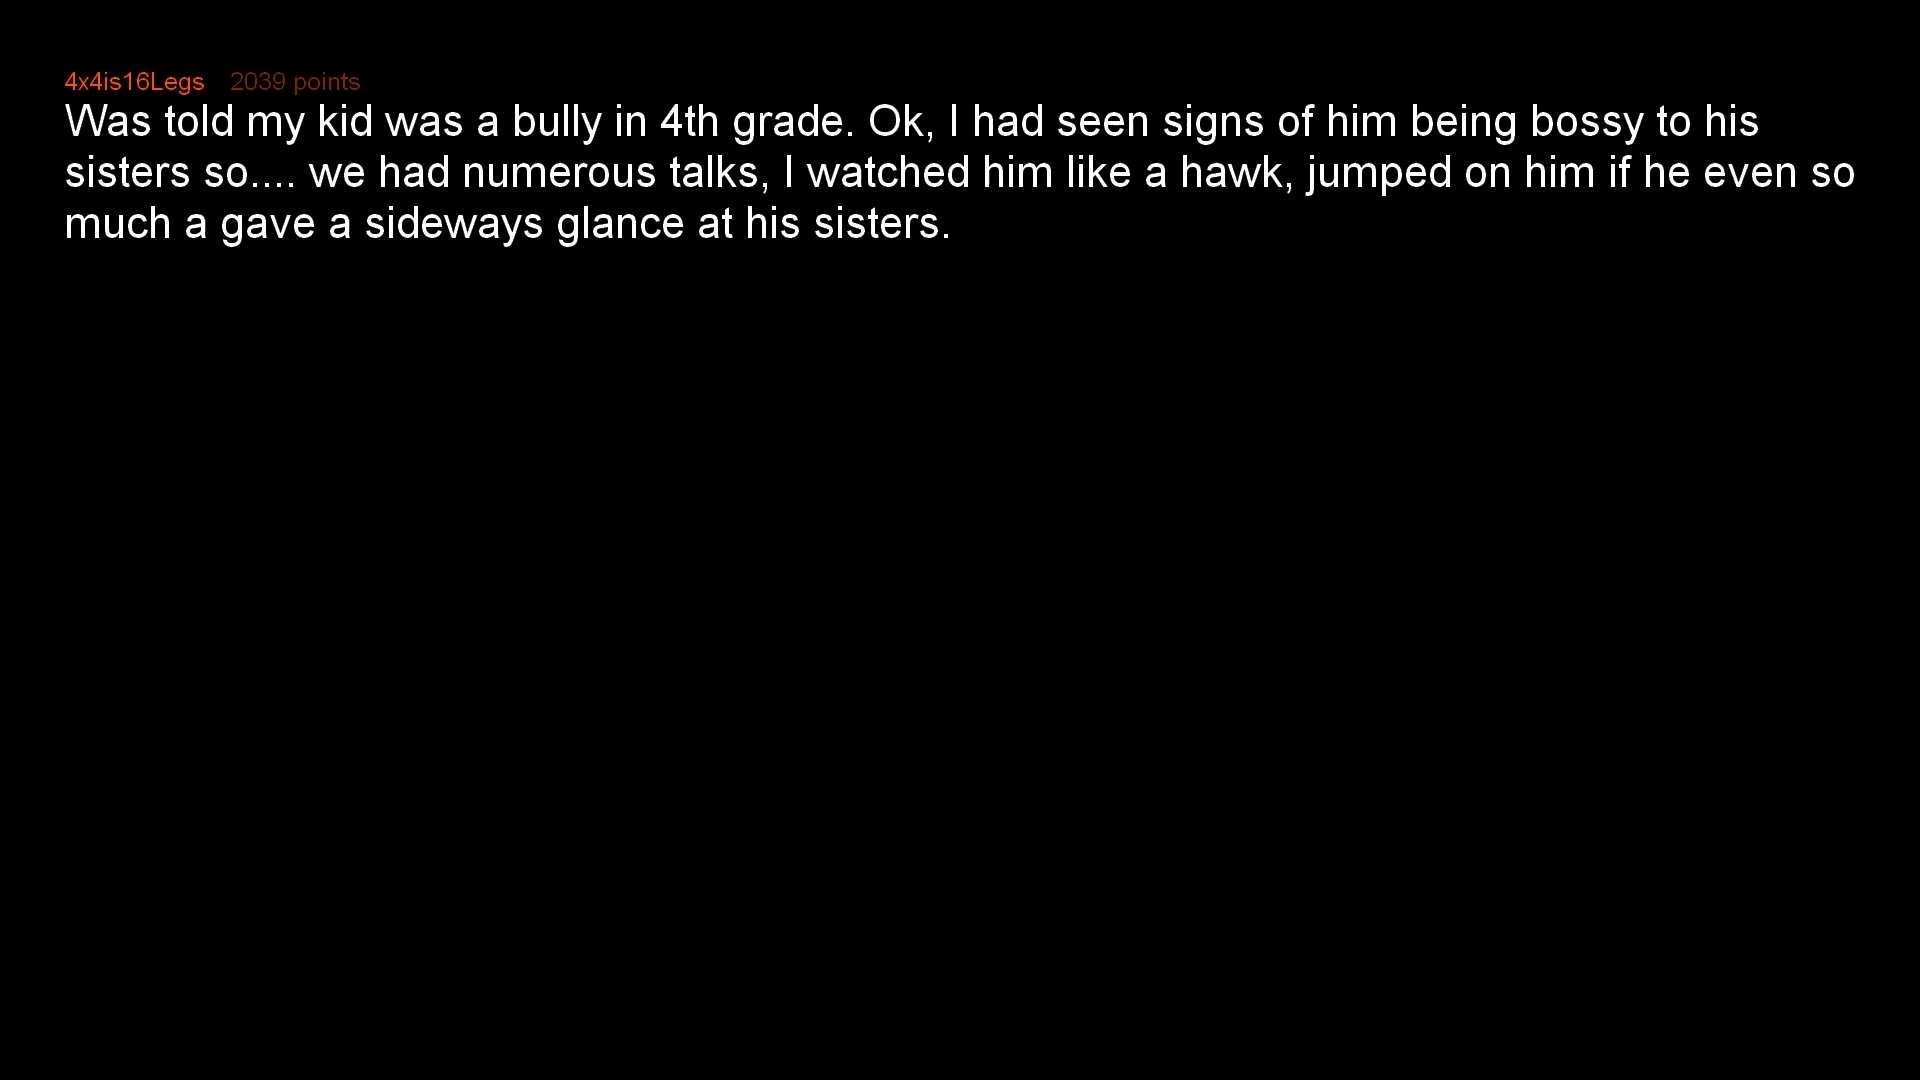 4x4is16Legs 2039 points
Was told my kid was a bully in 4th grade. Ok, I had seen signs of him being bossy to his
sisters so.... we had numerous talks, I watched him like a hawk, jumped on him if he even so
much a gave a sideways glance at his sisters.